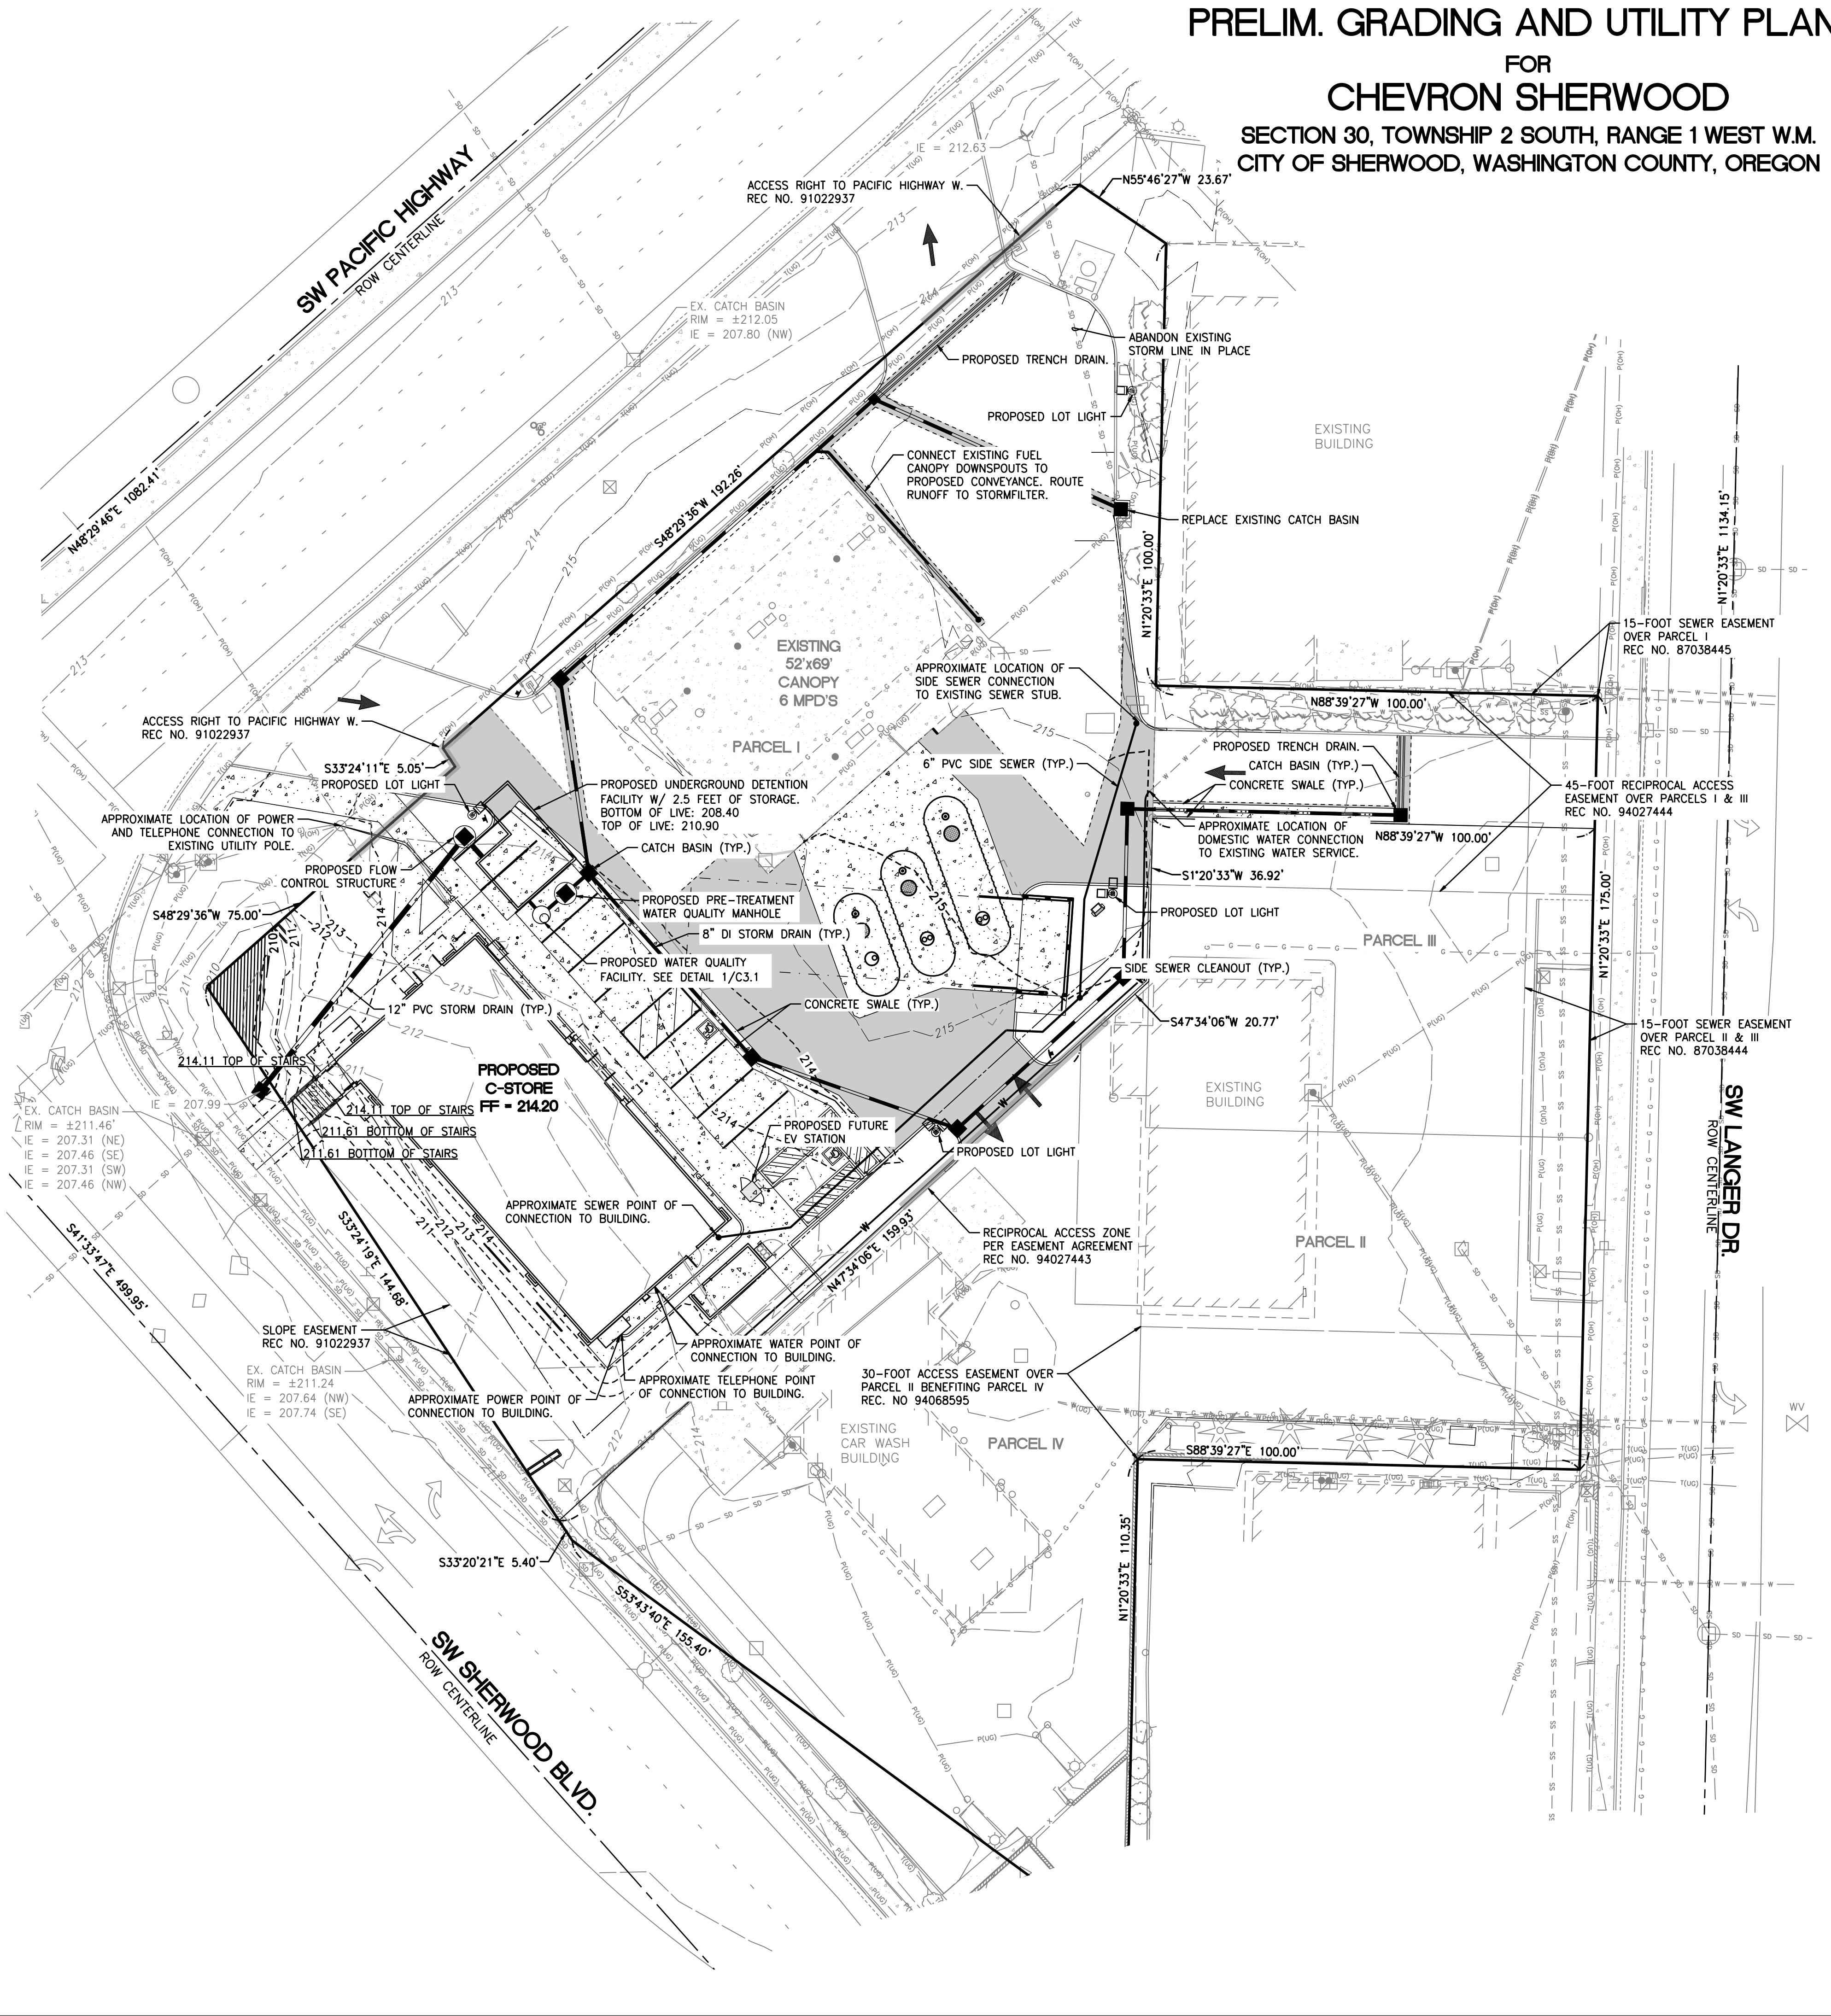 PRELIM. GRADING AND UTILITY PLAN
FOR
CHEVRON SHERWOOD
SECTION 30, TOWNSHIP 2 SOUTH, RANGE 1 WEST W.M.
CITY OF SHERWOOD, WASHINGTON COUNTY, OREGON
SW PACIFIC HIGHWAY
ROW CENTERLINE
N48°29'46"E 1082.41'
IE = 212.63
ACCESS RIGHT TO PACIFIC HIGHWAY W.
REC NO. 91022937
N55°46'27"W 23.67'
EX. CATCH BASIN
RIM = ±212.05
IE = 207.80 (NW)
PROPOSED TRENCH DRAIN.
ABANDON EXISTING
STORM LINE IN PLACE
PROPOSED LOT LIGHT
EXISTING
BUILDING
CONNECT EXISTING FUEL
CANOPY DOWNSPOUTS TO
PROPOSED CONVEYANCE. ROUTE
RUNOFF TO STORMFILTER.
S48°29'36"W 192.26'
REPLACE EXISTING CATCH BASIN
N1°20'33"E 100.00'
N1°20'33"E 1134.15'
EXISTING
52'x69'
CANOPY
6 MPD'S
PARCEL I
APPROXIMATE LOCATION OF
SIDE SEWER CONNECTION
TO EXISTING SEWER STUB.
15-FOOT SEWER EASEMENT
OVER PARCEL I
REC NO. 87038445
N88°39'27"W 100.00'
ACCESS RIGHT TO PACIFIC HIGHWAY W.
REC NO. 91022937
S33°24'11"E 5.05'
PROPOSED LOT LIGHT
APPROXIMATE LOCATION OF POWER
AND TELEPHONE CONNECTION TO
EXISTING UTILITY POLE.
PROPOSED FLOW
CONTROL STRUCTURE
PROPOSED UNDERGROUND DETENTION
FACILITY W/ 2.5 FEET OF STORAGE.
BOTTOM OF LIVE: 208.40
TOP OF LIVE: 210.90
CATCH BASIN (TYP.)
6" PVC SIDE SEWER (TYP.)
PROPOSED TRENCH DRAIN.
CATCH BASIN (TYP.)
CONCRETE SWALE (TYP.)
45-FOOT RECIPROCAL ACCESS
EASEMENT OVER PARCELS I & III
REC NO. 94027444
APPROXIMATE LOCATION OF
DOMESTIC WATER CONNECTION
TO EXISTING WATER SERVICE.
N88°39'27"W 100.00'
S1°20'33"W 36.92'
PROPOSED LOT LIGHT
PARCEL III
N1°20'33"E 175.00'
S48°29'36"W 75.00'
PROPOSED PRE-TREATMENT
WATER QUALITY MANHOLE
8" DI STORM DRAIN (TYP.)
PROPOSED WATER QUALITY
FACILITY. SEE DETAIL 1/C3.1
CONCRETE SWALE (TYP.)
SIDE SEWER CLEANOUT (TYP.)
S47°34'06"W 20.77'
15-FOOT SEWER EASEMENT
OVER PARCEL II & III
REC NO. 87038444
12" PVC STORM DRAIN (TYP.)
214.11 TOP OF STAIRS
IE = 207.99
EX. CATCH BASIN
RIM = ±211.46'
IE = 207.31 (NE)
IE = 207.46 (SE)
IE = 207.31 (SW)
IE = 207.46 (NW)
214.11 TOP OF STAIRS
211.61 BOTTTOM OF STAIRS
211.61 BOTTTOM OF STAIRS
PROPOSED
C-STORE
FF = 214.20
PROPOSED FUTURE
EV STATION
PROPOSED LOT LIGHT
EXISTING
BUILDING
SW LANGER DR.
ROW CENTERLINE
APPROXIMATE SEWER POINT OF
CONNECTION TO BUILDING.
RECIPROCAL ACCESS ZONE
PER EASEMENT AGREEMENT
REC NO. 94027443
PARCEL II
N47°34'06"E 159.93'
S41°33'47"E 499.95'
S33°24'19"E 144.68'
SLOPE EASEMENT
REC NO. 91022937
EX. CATCH BASIN
RIM = ±211.24
IE = 207.64 (NW)
IE = 207.74 (SE)
APPROXIMATE WATER POINT OF
CONNECTION TO BUILDING.
APPROXIMATE TELEPHONE POINT
OF CONNECTION TO BUILDING.
APPROXIMATE POWER POINT OF
CONNECTION TO BUILDING.
30-FOOT ACCESS EASEMENT OVER
PARCEL II BENEFITING PARCEL IV
REC. NO 94068595
EXISTING
CAR WASH
BUILDING
PARCEL IV
S88°39'27"E 100.00'
WV
S33°20'21"E 5.40'
N1°20'33"E 110.35'
S53°43'40"E 155.40'
SW SHERWOOD BLVD.
ROW CENTERLINE